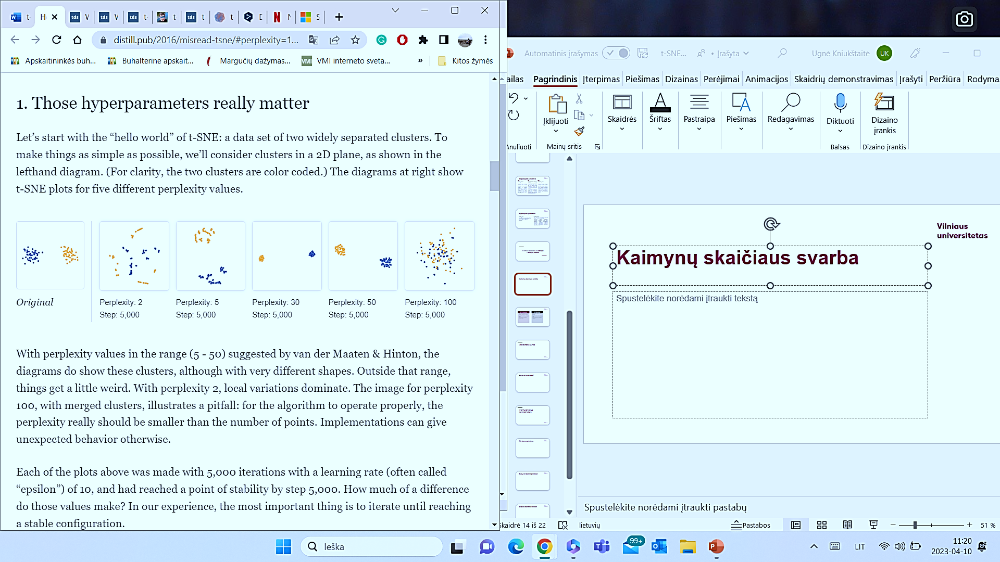 distill.pub/2016/misread-tsne/#perplexity=1...
Apskaitininkės buh...
Buhalterine apskait...
Margučių dažymas...
VMI interneto sveta...
»
Kitos žymės
1. Those hyperparameters really matter
Let’s start with the “hello world” of t-SNE: a data set of two widely separated clusters. To
make things as simple as possible, we’ll consider clusters in a 2D plane, as shown in the
lefthand diagram. (For clarity, the two clusters are color coded.) The diagrams at right show
t-SNE plots for five different perplexity values.
Original
Perplexity: 2
Step: 5,000
Perplexity: 5
Step: 5,000
Perplexity: 30
Step: 5,000
Perplexity: 50
Step: 5,000
Perplexity: 100
Step: 5,000
With perplexity values in the range (5 - 50) suggested by van der Maaten & Hinton, the
diagrams do show these clusters, although with very different shapes. Outside that range,
things get a little weird. With perplexity 2, local variations dominate. The image for perplexity
100, with merged clusters, illustrates a pitfall: for the algorithm to operate properly, the
perplexity really should be smaller than the number of points. Implementations can give
unexpected behavior otherwise.
Each of the plots above was made with 5,000 iterations with a learning rate (often called
“epsilon”) of 10, and had reached a point of stability by step 5,000. How much of a difference
do those values make? In our experience, the most important thing is to iterate until reaching
a stable configuration.
Automatinis įrašymas
t-SNE...
• Įrašyta
Ugnė Kniukštaitė
UK
ailas Pagrindinis Įterpimas Piešimas Dizainas Perėjimai Animacijos Skaidrių demonstravimas Įrašyti Peržiūra Rodyma
Įklijuoti
Skaidrės
Šriftas
Pastraipa
Piešimas
Redagavimas
Diktuoti
Dizaino
įrankis
Anuliuoti
Mainų sritis
Balsas
Dizaino įrankis
Vilniaus
universitetas
Kaimynų skaičiaus svarba
Spustelėkite norėdami įtraukti tekstą
Spustelėkite norėdami įtraukti pastabų
Skaidrė 14 iš 22
lietuvių
Pastabos
51 %
Ieška
99+
LIT
11:20
2023-04-10